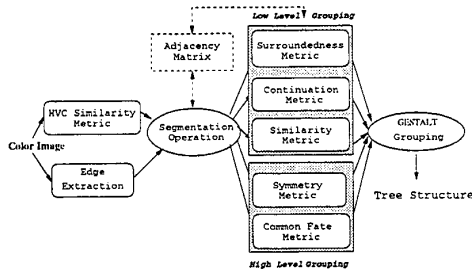 Low Level Grouping
Adjacency
Matrix
Surroundedness
Metric
Continuation
Metric
HVC Similarity
Metric
Segmentation
Operation
Similarity
Metric
GESTALT
Grouping
Color Image
Edge
Extraction
Symmetry
Metric
Tree Structure
Common Fate
Metric
High Level Grouping